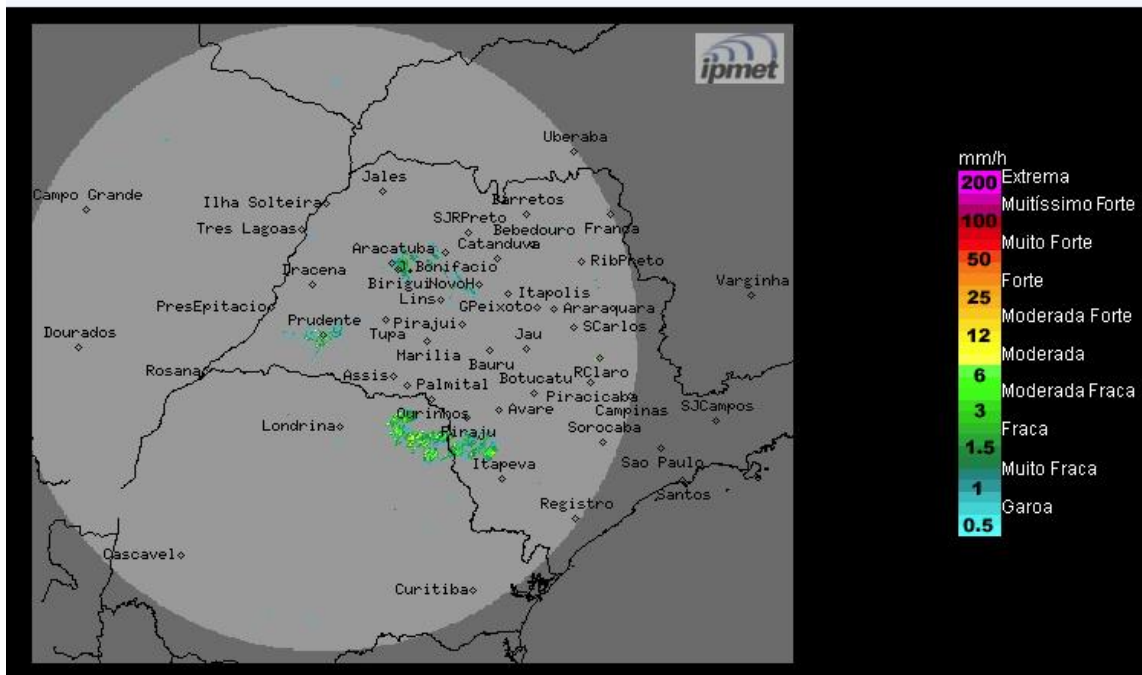 ipmet
Uberaba
Jales
Campo Grande
Ilha Solteira
Barretos
SJRPreto
Tres Lagoas
Bebedouro
Franca
Aracatuba
Catanduva
J.Bonifacio
RibPreto
Dracena
Birigui
NovoH
Varginha
Lins
Itapolis
PresEpitacio
GPeixoto
Araraquara
Prudente
Pirajui
SCarlos
Dourados
Tupa
Jau
Marilia
Bauru
Rosana
Assis
Botucatu
RClaro
Palmital
Piracicaba
Ourinhos
Avare
Campinas
SJCampos
Londrina
Piraju
Sorocaba
Itapeva
Sao Paulo
Santos
Registro
Cascavel
Curitiba
mm/h
200 Extrema
Muitíssimo Forte
100
Muito Forte
50
Forte
25
Moderada Forte
12
Moderada
6
Moderada Fraca
3
Fraca
1.5
Muito Fraca
1
Garoa
0.5